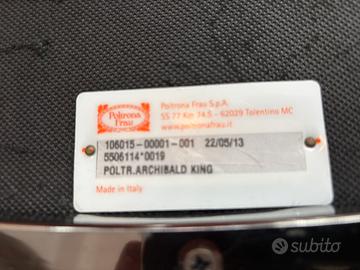 Poltrona
Frau
Poltrona Frau S.p.A.
SS 77 Km 74.5 - 62029 Tolentino MC
www.poltronafrau.it
106015-00001-001 22/05/13
5506114*0019
POLTR.ARCHIBALD KING
Made in Italy
subito